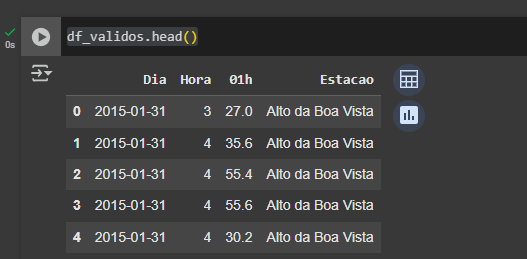 df_validos.head()
0s
Dia Hora 01h Estacao
0 2015-01-31 3 27.0 Alto da Boa Vista
1 2015-01-31 4 35.6 Alto da Boa Vista
2 2015-01-31 4 55.4 Alto da Boa Vista
3 2015-01-31 4 55.6 Alto da Boa Vista
4 2015-01-31 4 30.2 Alto da Boa Vista